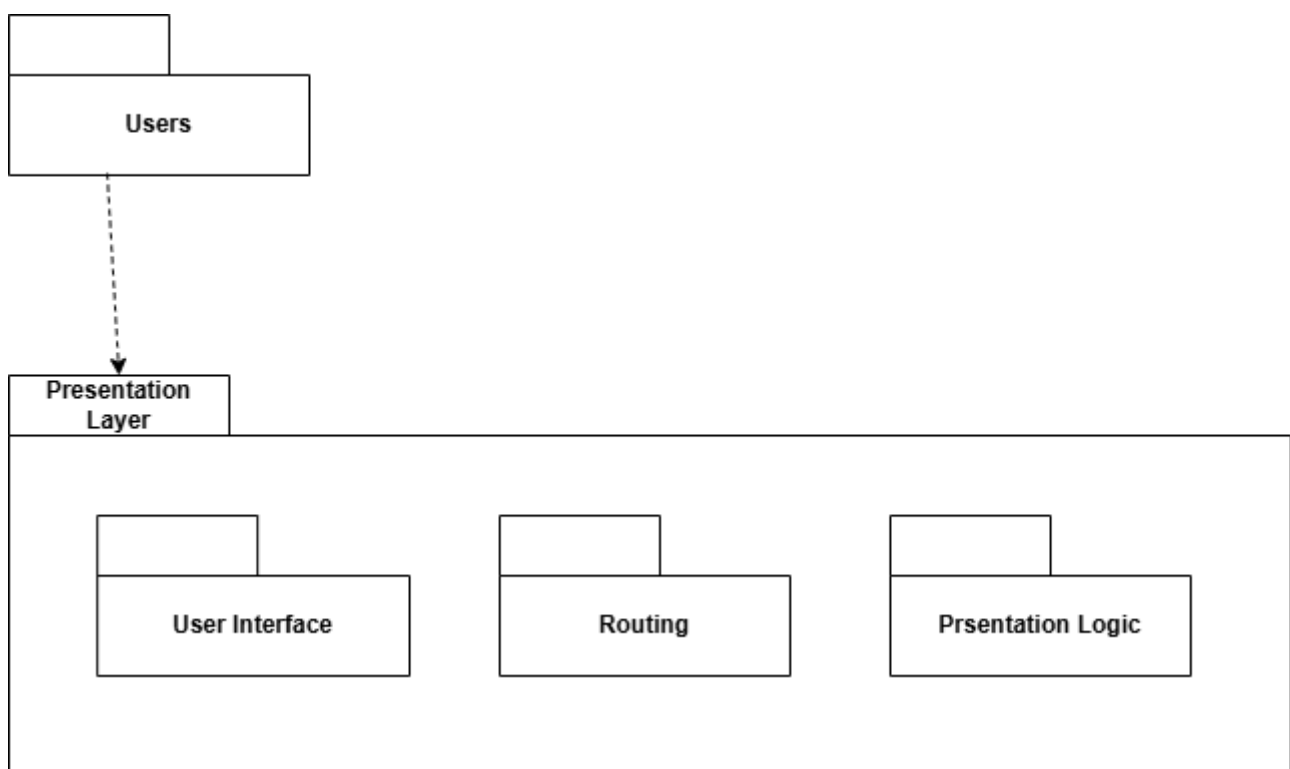 Users
Presentation
Layer
User Interface
Routing
Prsentation Logic